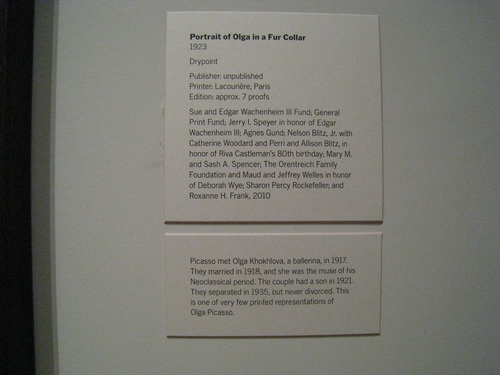 Portrait of Olga in a Fur Collar
1923
Drypoint
Publisher: unpublished
Printer: Lacourière, Paris
Edition: approx. 7 proofs
Sue and Edgar Wachenheim III Fund; General
Print Fund; Jerry I. Speyer in honor of Edgar
Wachenheim III; Agnes Gund; Nelson Blitz, Jr. with
Catherine Woodard and Perri and Allison Blitz, in
honor of Riva Castleman's 80th birthday; Mary M.
and Sash A. Spencer; The Orentreich Family
Foundation and Maud and Jeffrey Welles in honor
of Deborah Wye; Sharon Percy Rockefeller; and
Roxanne H. Frank, 2010
Picasso met Olga Khokhlova, a ballerina, in 1917.
They married in 1918, and she was the muse of his
Neoclassical period. The couple had a son in 1921.
They separated in 1935, but never divorced. This
is one of very few printed representations of
Olga Picasso.